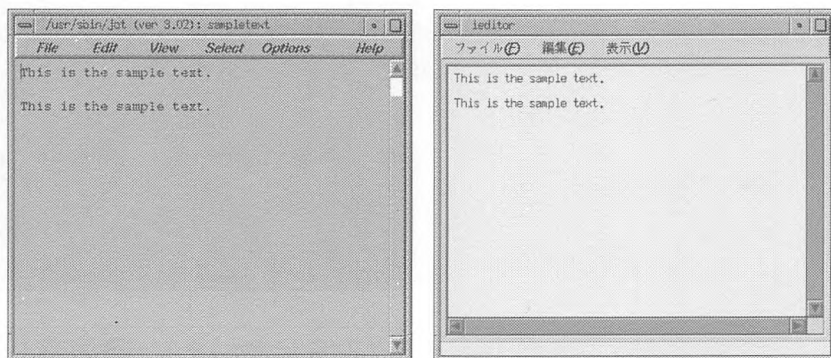 /usr/sbin/jot (ver 3.02): sampletext
File Edit View Select Options Help
This is the sample text.
This is the sample text.
ieditor
ファイル(F) 編集(E) 表示(V)
This is the sample text.
This is the sample text.